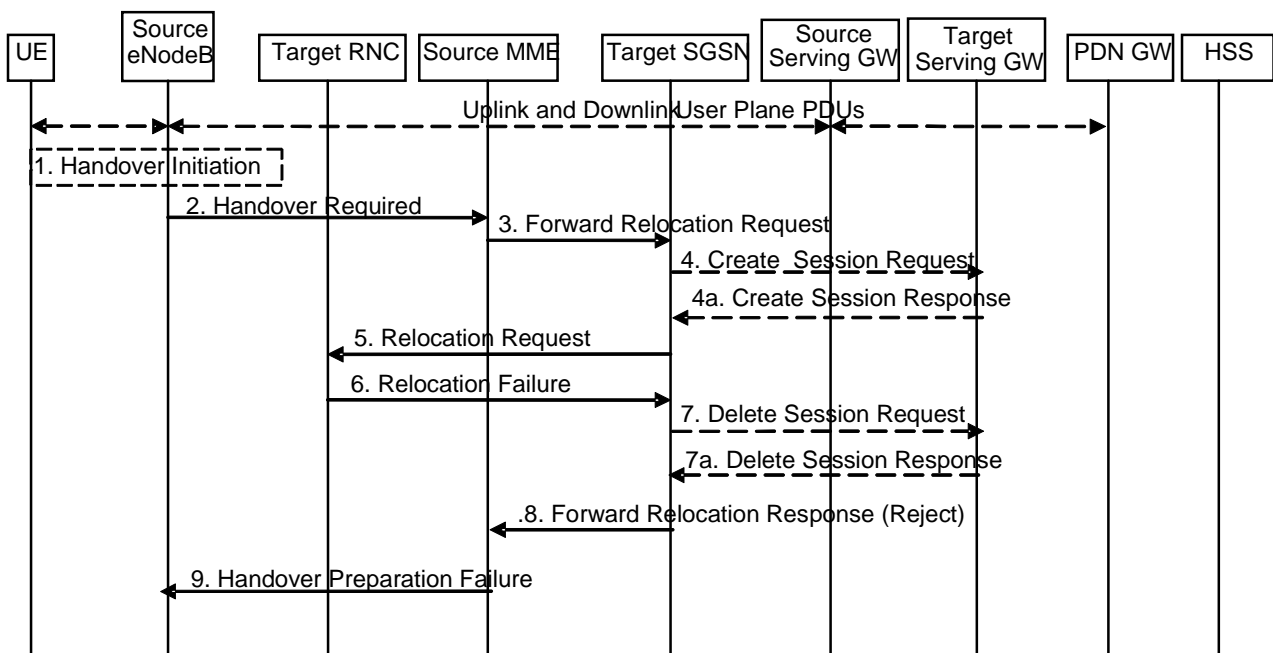 UE
Source
eNodeB
Target RNC
Source MME
Target SGSN
Source
Serving GW
Target
Serving GW
PDN GW
HSS
Uplink and Downlink User Plane PDUs
1. Handover Initiation
2. Handover Required
3. Forward Relocation Request
4. Create Session Request
4a. Create Session Response
5. Relocation Request
6. Relocation Failure
7. Delete Session Request
7a. Delete Session Response
.8. Forward Relocation Response (Reject)
9. Handover Preparation Failure